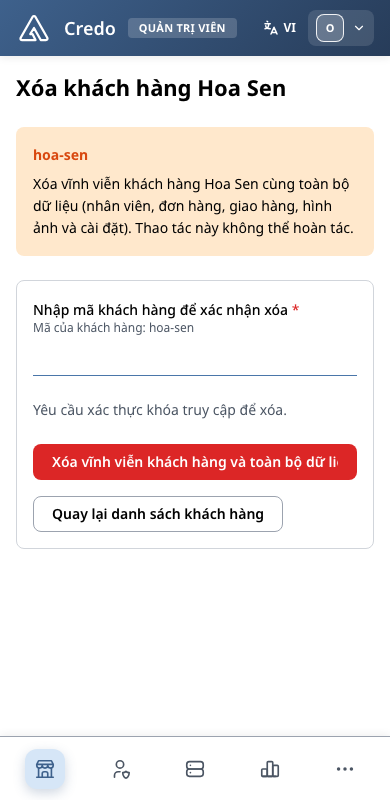 Credo
QUẢN TRỊ VIÊN
VI
O
Xóa khách hàng Hoa Sen
hoa-sen
Xóa vĩnh viễn khách hàng Hoa Sen cùng toàn bộ
dữ liệu (nhân viên, đơn hàng, giao hàng, hình
ảnh và cài đặt). Thao tác này không thể hoàn tác.
Nhập mã khách hàng để xác nhận xóa *
Mã của khách hàng: hoa-sen
Yêu cầu xác thực khóa truy cập để xóa.
Xóa vĩnh viễn khách hàng và toàn bộ dữ
Quay lại danh sách khách hàng